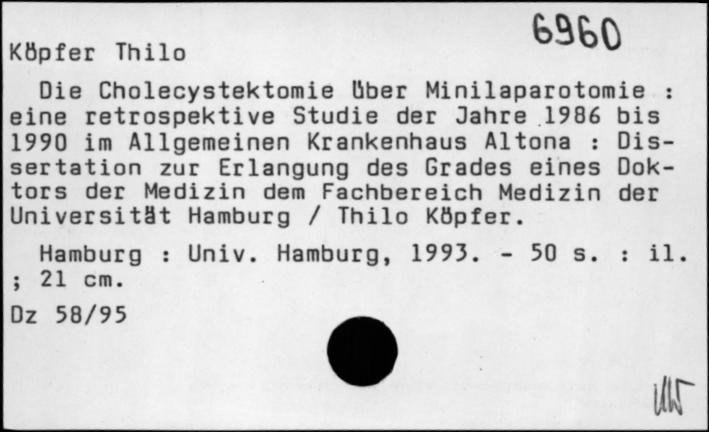 6960
Köpfer Thilo
Die Cholecystektomie über Minilaparotomie :
eine retrospektive Studie der Jahre 1986 bis
1990 im Allgemeinen Krankenhaus Altona : Dis-
sertation zur Erlangung des Grades eines Dok-
tors der Medizin dem Fachbereich Medizin der
Universität Hamburg / Thilo Köpfer.
Hamburg : Univ. Hamburg, 1993. - 50 s. : il.
; 21 cm.
Dz 58/95